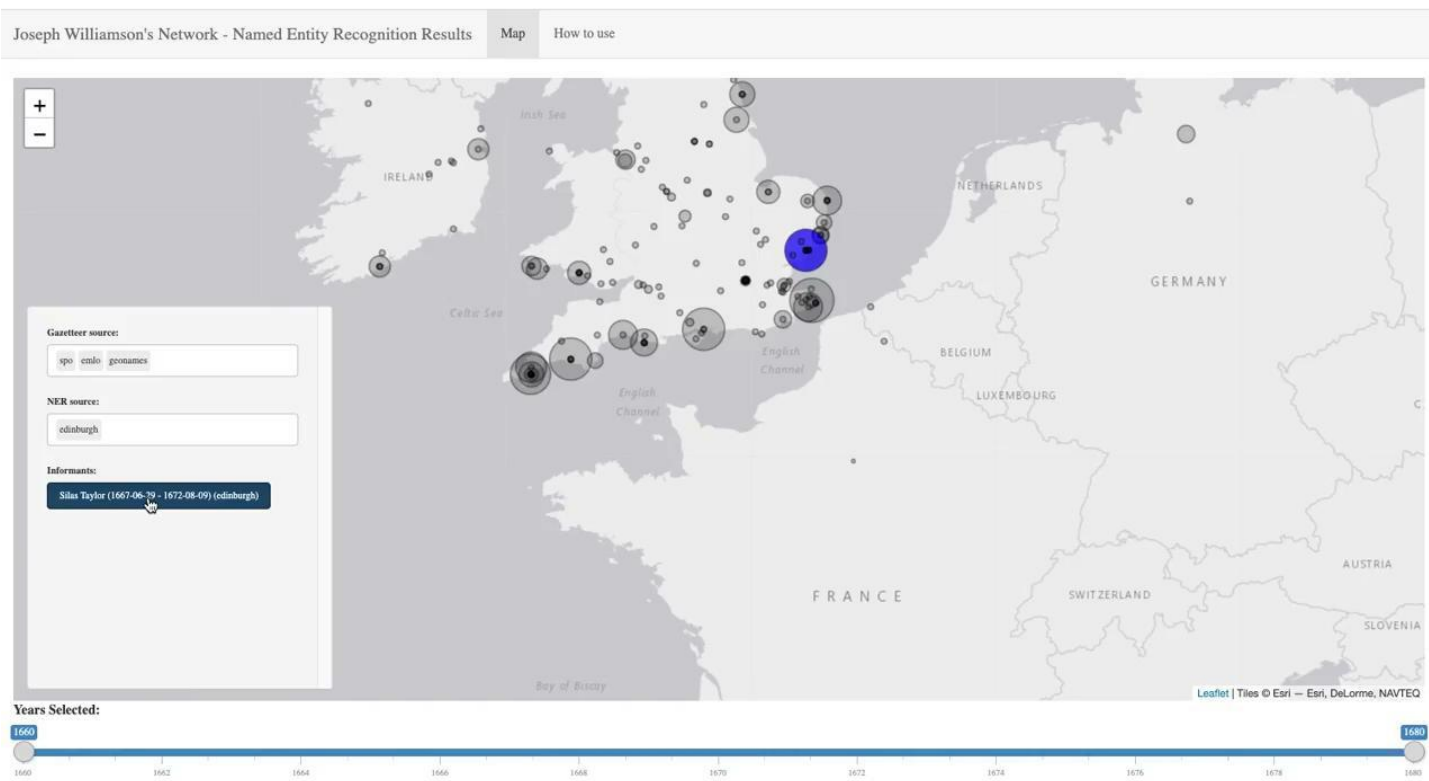 Joseph Williamson's Network - Named Entity Recognition Results Map How to use
+
−
Irish Sea
IRELAND
NETHERLANDS
GERMANY
Celtic Sea
English
Channel
BELGIUM
English
Channel
LUXEMBOURG
C
FRANCE
AUSTRIA
SWITZERLAND
SLOVENIA
Bay of Biscay
Gazetteer source:
spo emlo geonames
NER source:
edinburgh
Informants:
Silas Taylor (1667-06-29 - 1672-08-09) (edinburgh)
Leaflet | Tiles © Esri — Esri, DeLorme, NAVTEQ
Years Selected:
1660 1680
1660 1662 1664 1666 1668 1670 1672 1674 1676 1678 1680